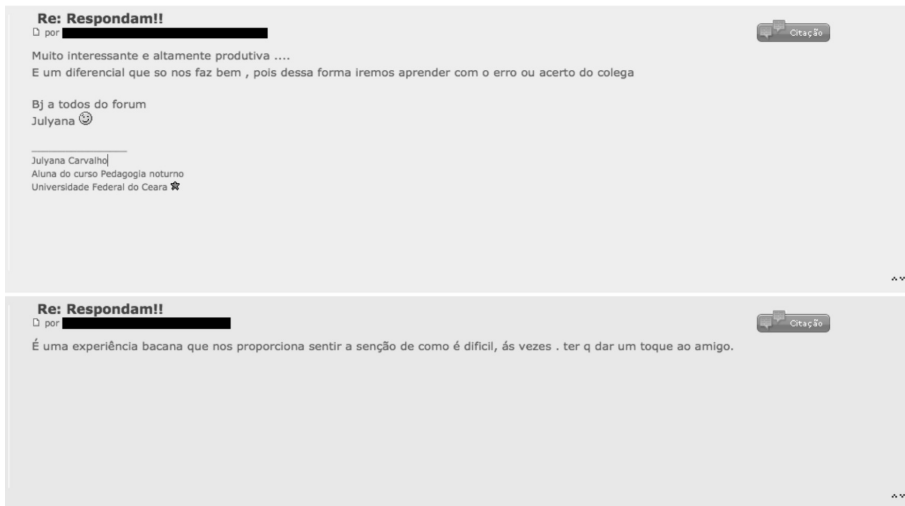 Re: Respondam!!
por
Citação
Muito interessante e altamente produtiva ....
E um diferencial que so nos faz bem , pois dessa forma iremos aprender com o erro ou acerto do colega
Bj a todos do forum
Julyana
Julyana Carvalho
Aluna do curso Pedagogia noturno
Universidade Federal do Ceara
Re: Respondam!!
por
Citação
É uma experiência bacana que nos proporciona sentir a senção de como é dificil, ás vezes . ter q dar um toque ao amigo.